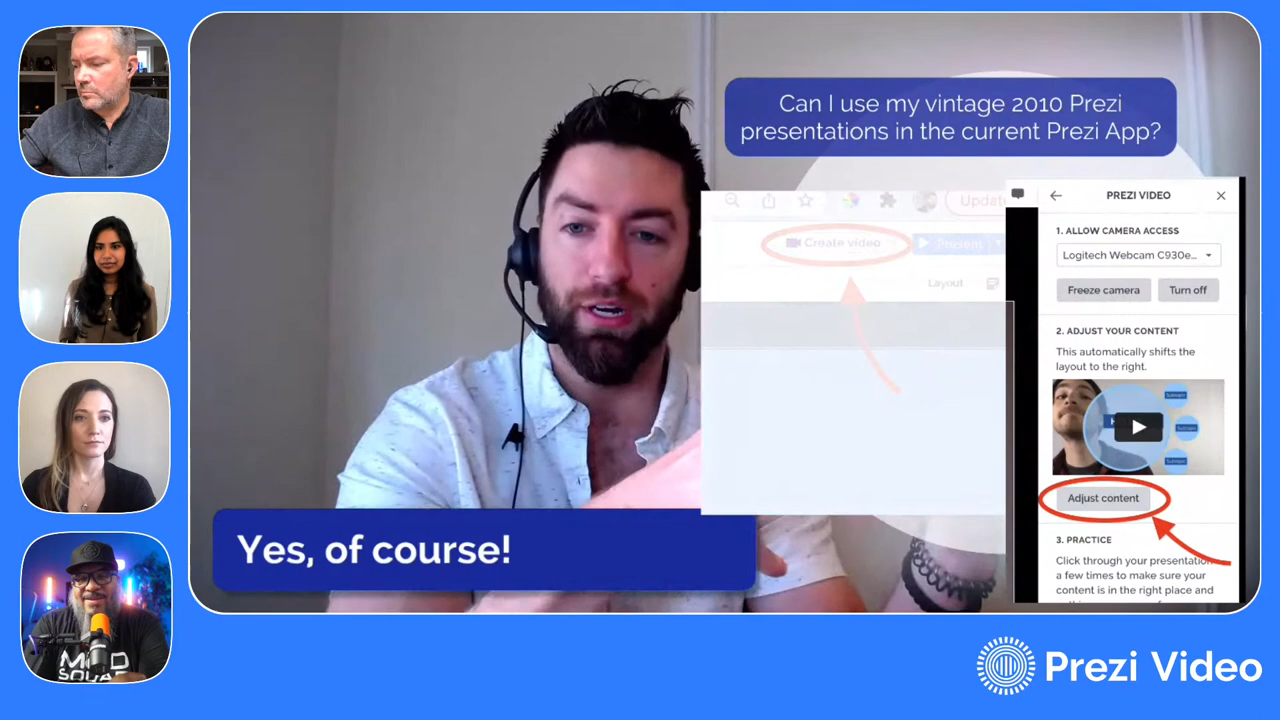 Can I use my vintage 2010 Prezi
presentations in the current Prezi App?
Create video
Present
Layout
PREZI VIDEO
1. ALLOW CAMERA ACCESS
Logitech Webcam C930e...
Freeze camera
Turn off
2. ADJUST YOUR CONTENT
This automatically shifts the
layout to the right.
Subtopic
Subtopic
Subtopic
Adjust content
3. PRACTICE
Click through your presentation
a few times to make sure your
content is in the right place and
Yes, of course!
Prezi Video